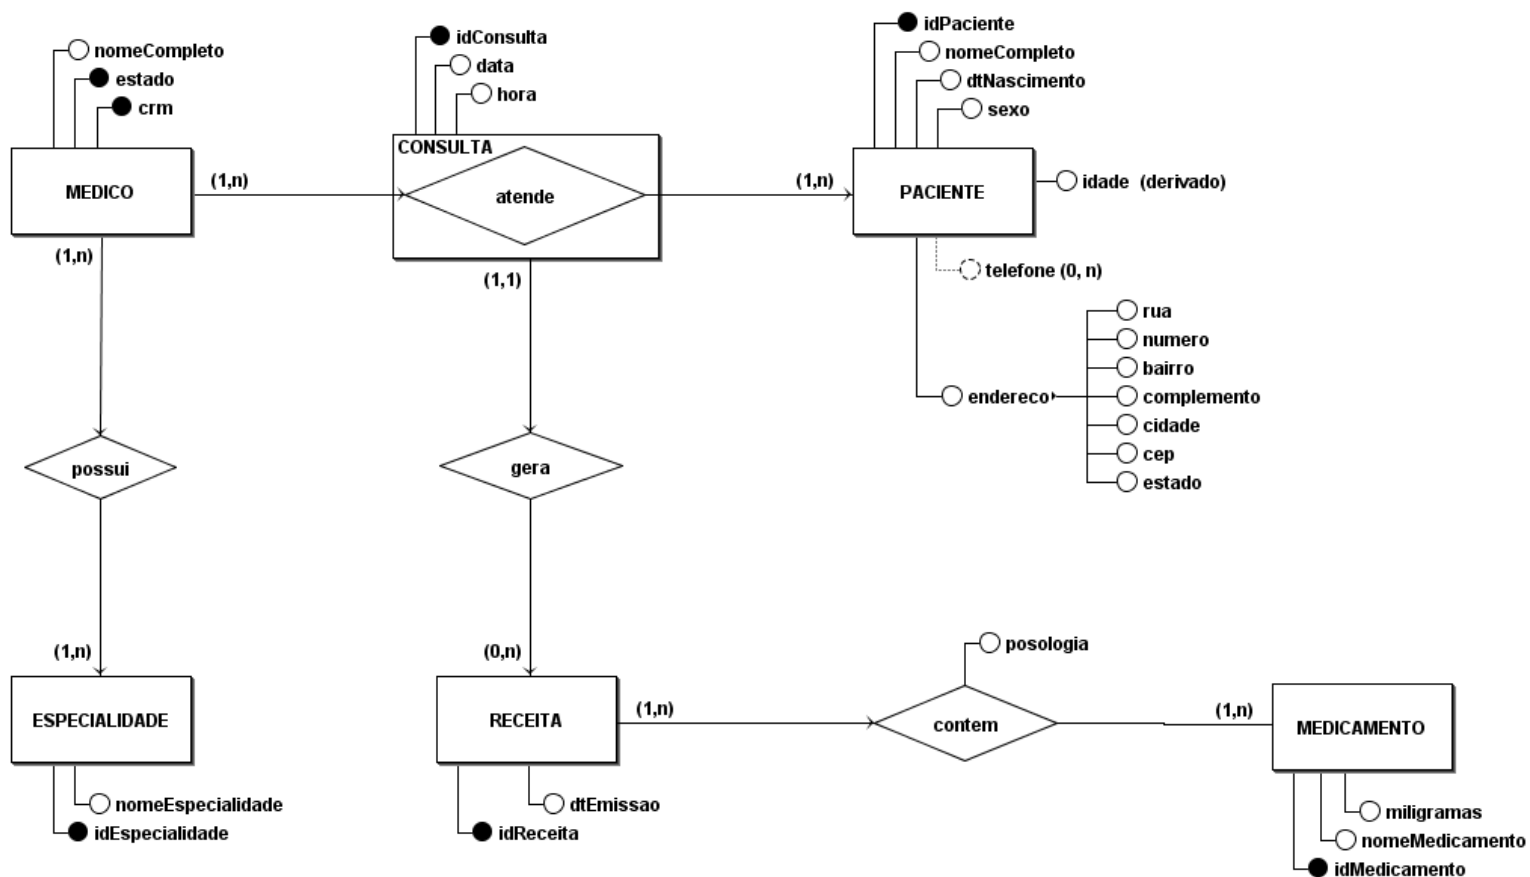 idPaciente
nomeCompleto
dtNascimento
sexo
idConsulta
data
hora
nomeCompleto
estado
crm
MEDICO
(1,n)
CONSULTA
atende
(1,n)
PACIENTE
idade (derivado)
(1,n)
(1,1)
telefone (0, n)
rua
numero
bairro
endereco
complemento
cidade
cep
estado
possui
gera
(1,n)
(0,n)
posologia
ESPECIALIDADE
RECEITA
(1,n)
contem
(1,n)
MEDICAMENTO
nomeEspecialidade
idEspecialidade
dtEmissao
idReceita
miligramas
nomeMedicamento
idMedicamento